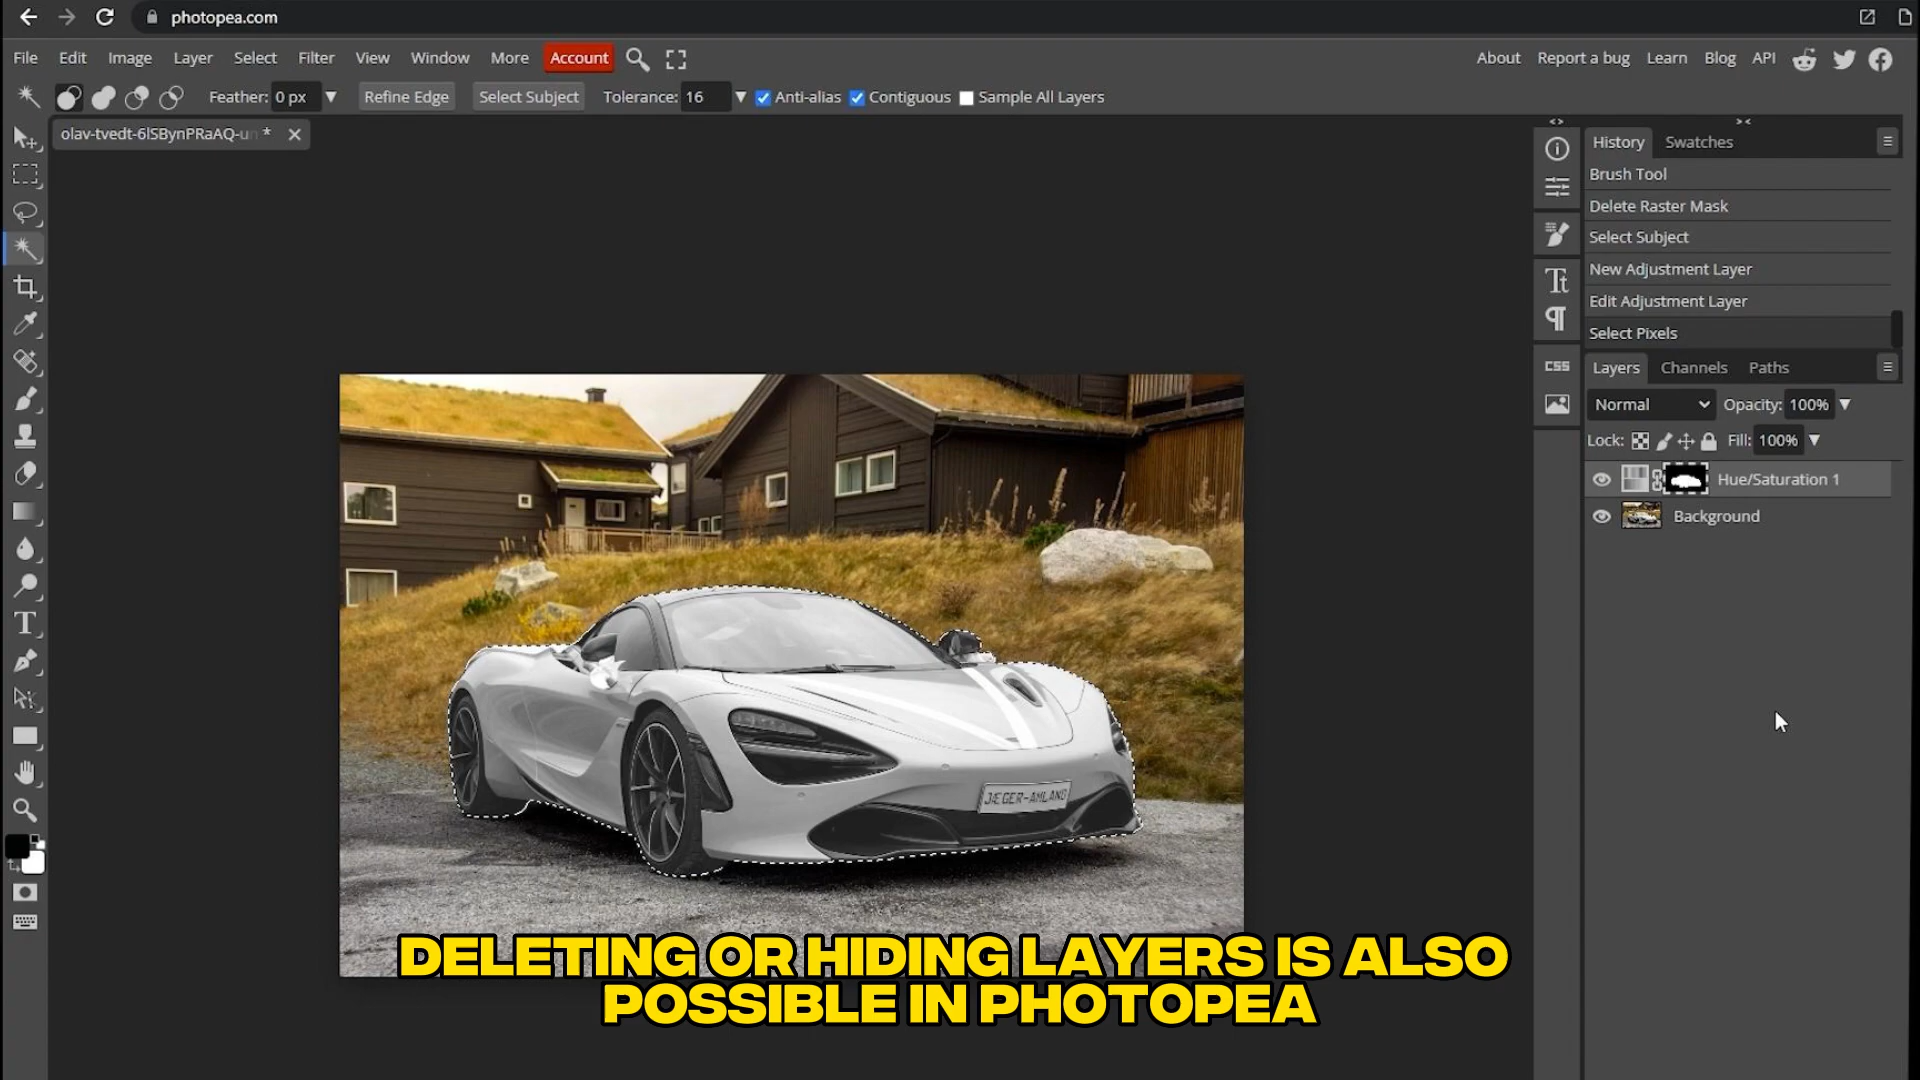 photopea.com
File Edit Image Layer Select Filter View Window More Account About Report a bug Learn Blog API
Feather: 0 px Refine Edge Select Subject Tolerance: 16 Anti-alias Contiguous Sample All Layers
olav-tvedt-6lSBynPRaAQ-un *
History Swatches
Brush Tool
Delete Raster Mask
Select Subject
New Adjustment Layer
Edit Adjustment Layer
Select Pixels
CSS
Layers Channels Paths
Normal Opacity: 100%
Lock: Fill: 100%
Hue/Saturation 1
Background
JÆGER-AMLAND
DELETING OR HIDING LAYERS IS ALSO
POSSIBLE IN PHOTOPEA